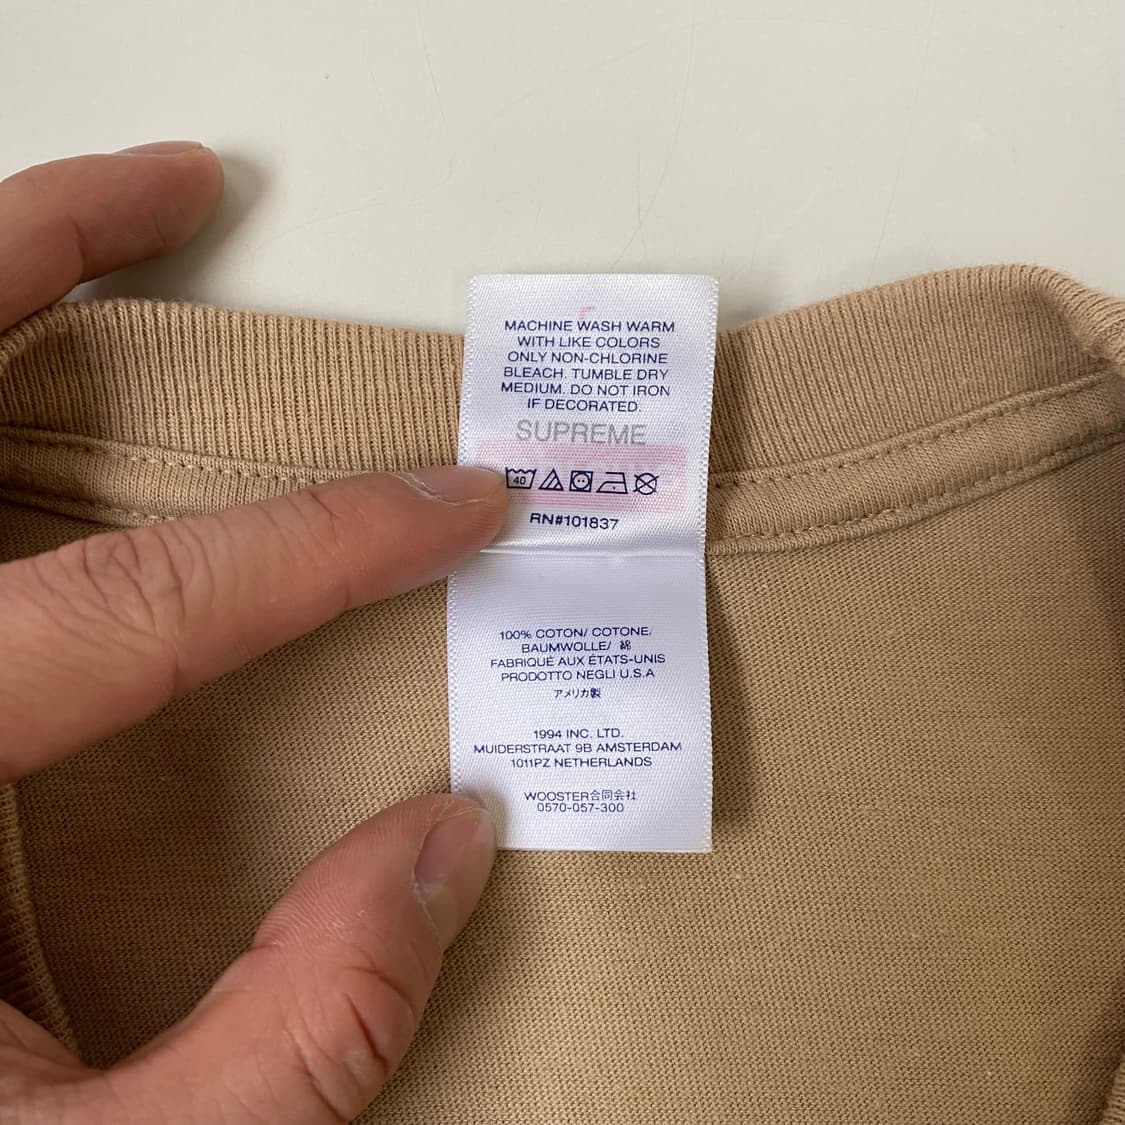 MACHINE WASH WARM
WITH LIKE COLORS
ONLY NON-CHLORINE
BLEACH. TUMBLE DRY
MEDIUM. DO NOT IRON
IF DECORATED.
SUPREME
40
RN#101837
100% COTON/ COTONE/
BAUMWOLLE/ 綿
FABRIQUÉ AUX ÉTATS-UNIS
PRODOTTO NEGLI U.S.A
アメリカ製
1994 INC. LTD.
MUIDERSTRAAT 9B AMSTERDAM
1011PZ NETHERLANDS
WOOSTER合同会社
0570-057-300